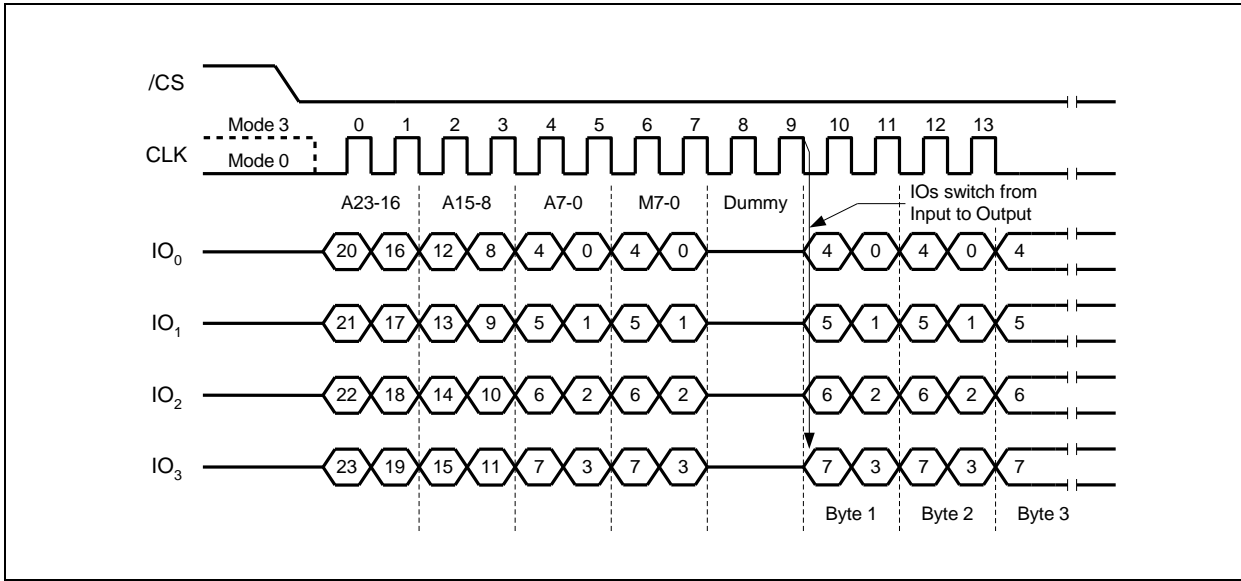 /CS
Mode 3 0 1 2 3 4 5 6 7 8 9 10 11 12 13
CLK
Mode 0
A23-16 A15-8 A7-0 M7-0 Dummy
IOs switch from
Input to Output
IO0 20 16 12 8 4 0 4 0 4 0 4 0 4
IO1 21 17 13 9 5 1 5 1 5 1 5 1 5
IO2 22 18 14 10 6 2 6 2 6 2 6 2 6
IO3 23 19 15 11 7 3 7 3 7 3 7 3 7
Byte 1 Byte 2 Byte 3